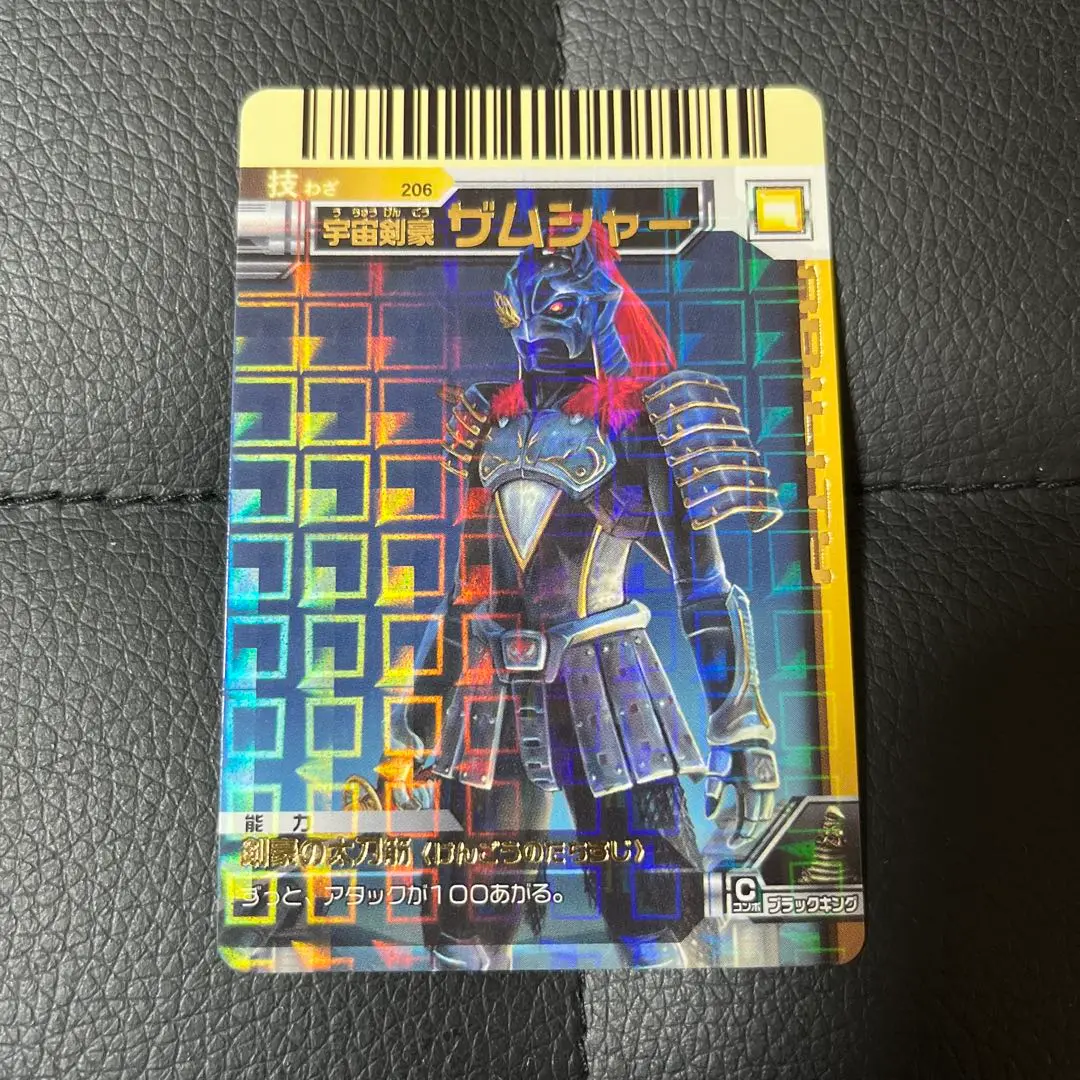 技 わざ 206
うちゅうけんごう
宇宙剣豪 ザムシャー
能力
剣豪の太刀筋〈けんごうのたちすじ〉
ずっと、アタックが100あがる。
C
コンボ ブラックキング